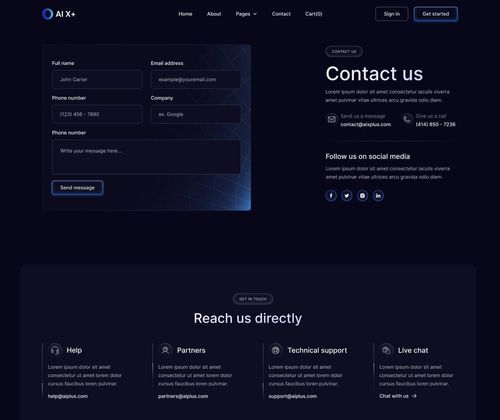 AI X+
Home About Pages Contact Cart(0)
Sign in Get started
Full name Email address
John Carter example@youremail.com
Phone number Company
(123) 456 - 7890 ex. Google
Phone number
Write your message here...
Send message
CONTACT US
Contact us
Lorem ipsum dolor sit amet consectetur acus viverra
parvinar posuere at gravida vitae ultrices arcu gravida odio diam.
Send us a message Give us a call
contact@aixplus.com (414) 850 - 7236
Follow us on social media
Lorem ipsum dolor sit amet consectetur lacus viverra
vitae ultrices arcu gravida odio diam.
GET IN TOUCH
Reach us directly
Help
Lorem ipsum dolor sit amet
consectetur ut amet lorem dolor
cursus faucibus lorem pulvinar.
help@aiplus.com
Partners
Lorem ipsum dolor sit amet
consectetur ut amet lorem dolor
cursus faucibus lorem pulvinar.
partners@aiplus.com
Technical support
Lorem ipsum dolor sit amet
consectetur ut amet lorem dolor
cursus faucibus lorem pulvinar.
support@aiplus.com
Live chat
Lorem ipsum dolor sit amet
consectetur ut amet lorem dolor
cursus faucibus lorem pulvinar.
Chat with us →